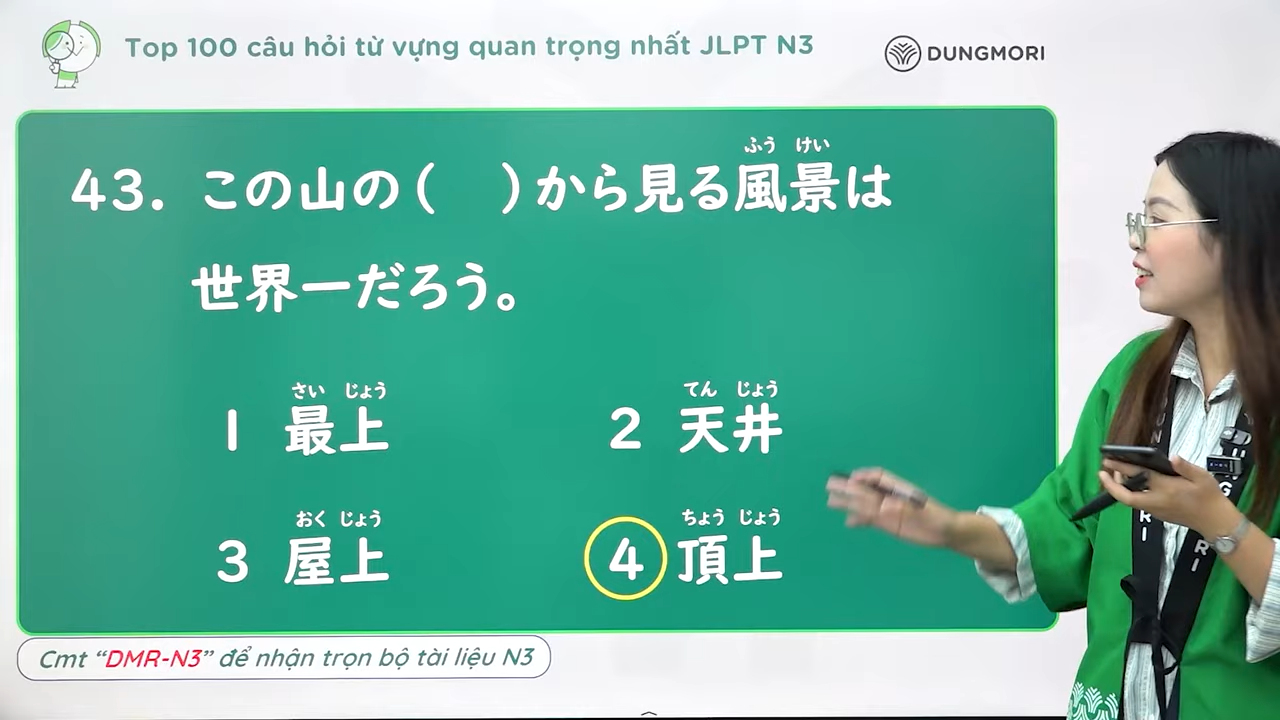 Top 100 câu hỏi từ vựng quan trọng nhất JLPT N3
DUNGMORI
ふう けい
43. この山の( )から見る風景は
世界一だろう。
さい じょう
1 最上
てん じょう
2 天井
おく じょう
3 屋上
ちょう じょう
4 頂上
Cmt “DMR-N3” để nhận trọn bộ tài liệu N3